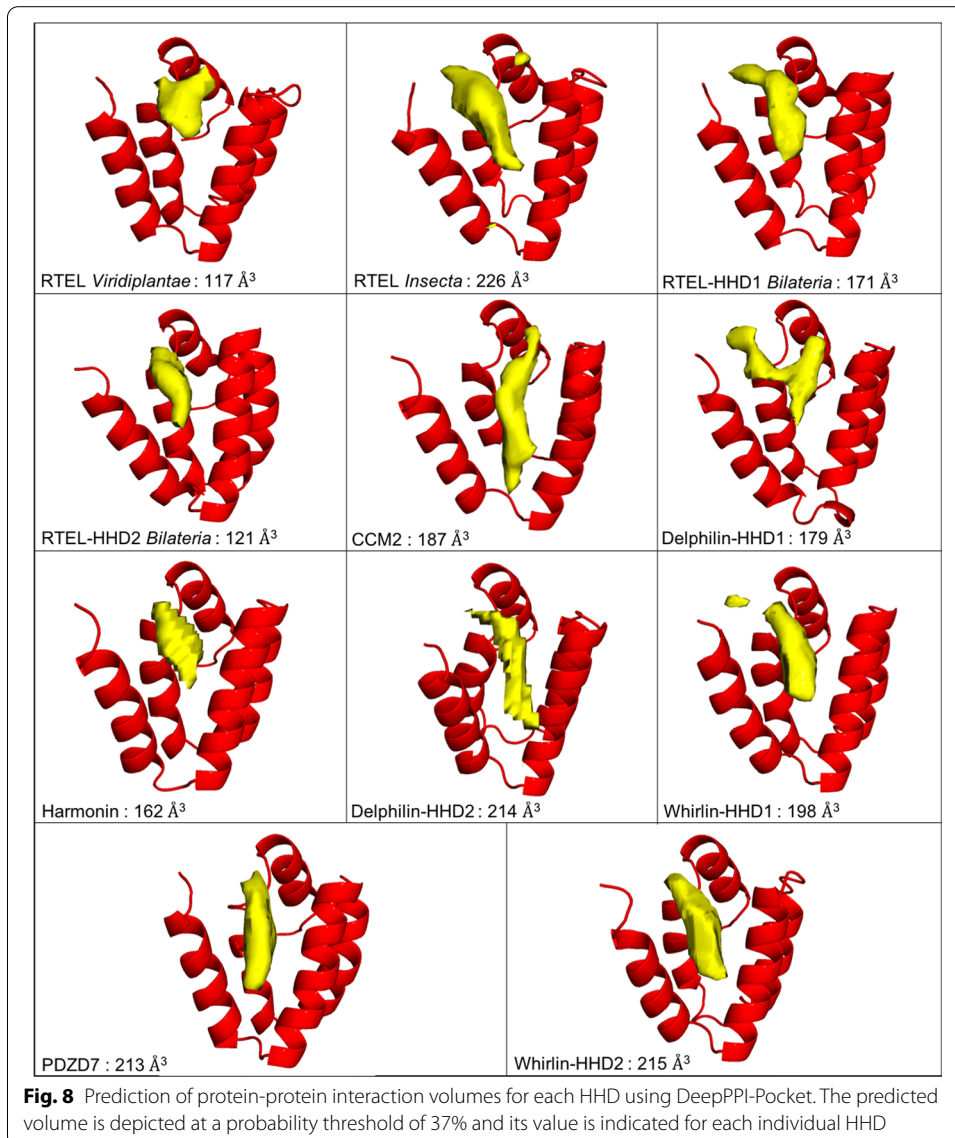 RTEL Viridiplantae : 117 Å³
RTEL Insecta : 226 Å³
RTEL-HHD1 Bilateria : 171 Å³
RTEL-HHD2 Bilateria : 121 Å³
CCM2 : 187 Å³
Delphilin-HHD1 : 179 Å³
Harmonin : 162 Å³
Delphilin-HHD2 : 214 Å³
Whirlin-HHD1 : 198 Å³
PDZD7 : 213 Å³
Whirlin-HHD2 : 215 Å³
Fig. 8 Prediction of protein-protein interaction volumes for each HHD using DeepPPI-Pocket. The predicted
volume is depicted at a probability threshold of 37% and its value is indicated for each individual HHD